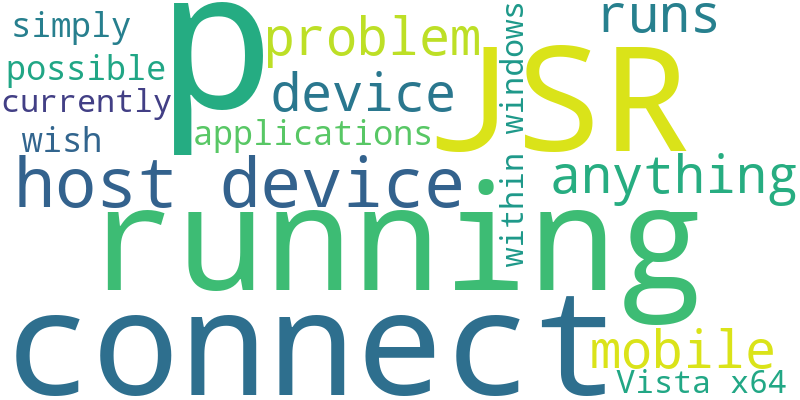 simply
p
problem
runs
possible
device
JSR
within windows
currently
applications
wish
host device
anything
running
connect
mobile
Vista x64